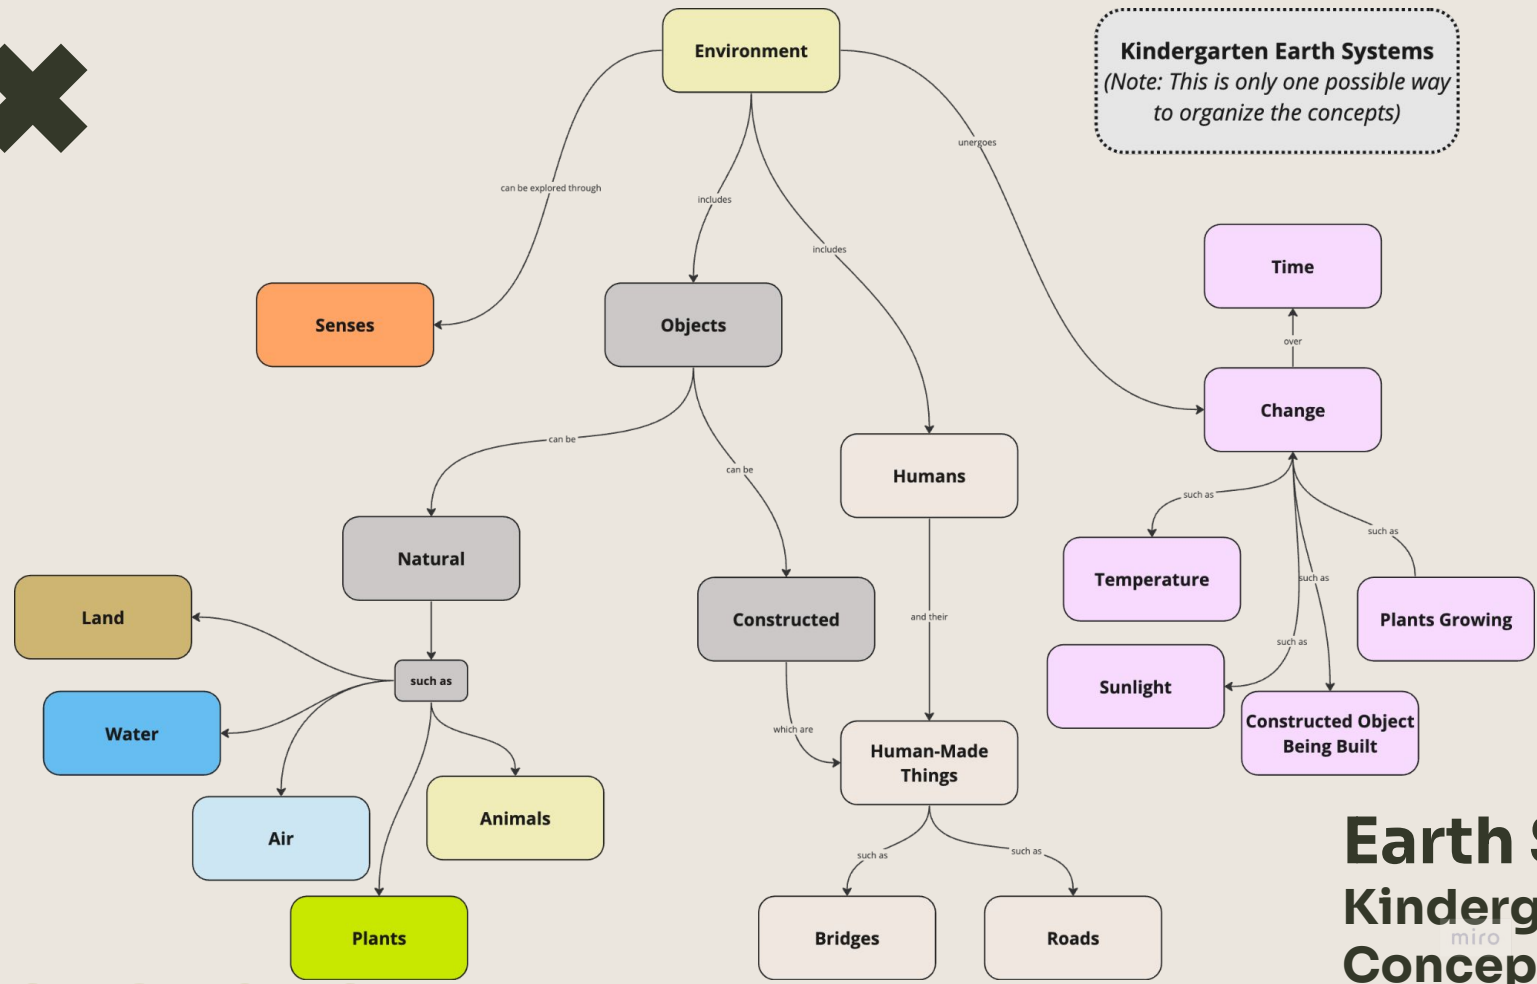 Environment
Kindergarten Earth Systems
(Note: This is only one possible way
to organize the concepts)
unergoes
can be explored through
includes
includes
Time
Senses
Objects
over
Change
can be
can be
Humans
such as
such as
Natural
Temperature
such as
Plants Growing
Land
Constructed
and their
such as
such as
Sunlight
Water
which are
Constructed Object
Being Built
Human-Made
Things
Animals
Air
such as
such as
Earth
Kinderg
Plants
Bridges
Roads
miro
Concep